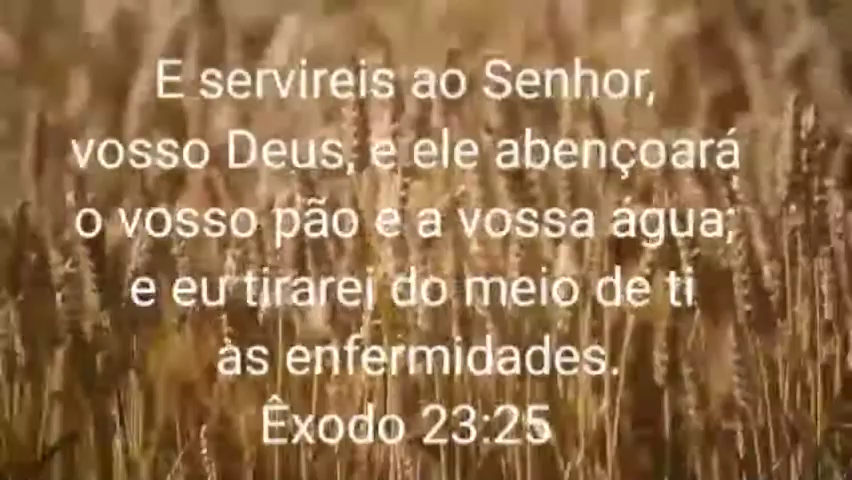 E servireis ao Senhor,
vosso Deus, e ele abençoará
o vosso pão e a vossa água;
e eu tirarei do meio de ti
as enfermidades.
Êxodo 23:25